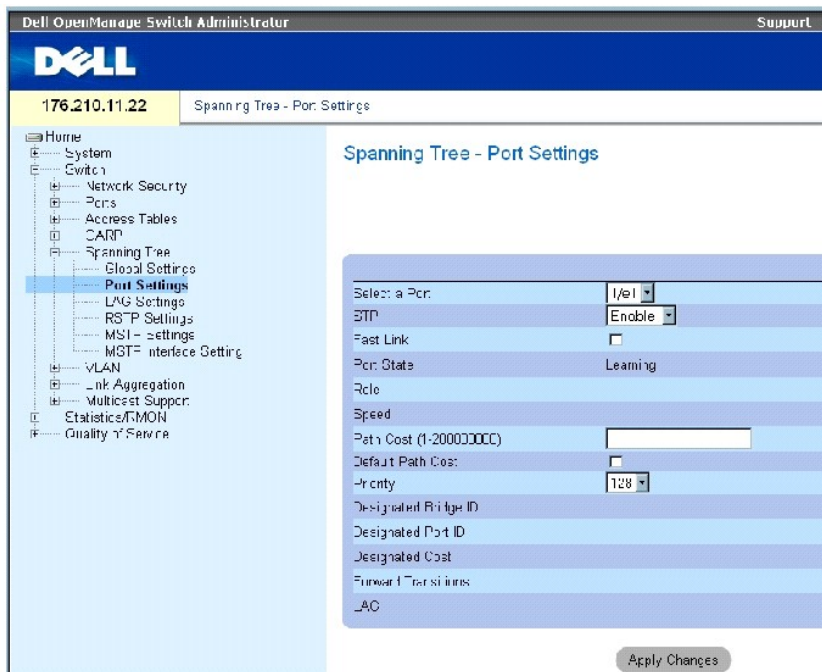 Dell OpenManage Switch Administrator Support
DELL
176.210.11.22 Spanning Tree - Port Settings
Home
System
Switch
Network Security
Ports
Address Tables
GARP
Spanning Tree
Global Settings
Port Settings
LAG Settings
RSTP Settings
MSTP Settings
MSTP Interface Setting
VLAN
Link Aggregation
Multicast Support
Statistics/RMON
Quality of Service
Spanning Tree - Port Settings
Select a Port 1/e1
STP Enable
Fast Link
Port State Learning
Role
Speed
Path Cost (1-200000000)
Default Path Cost
Priority 128
Designated Bridge ID
Designated Port ID
Designated Cost
Forward Transitions
LAG
Apply Changes